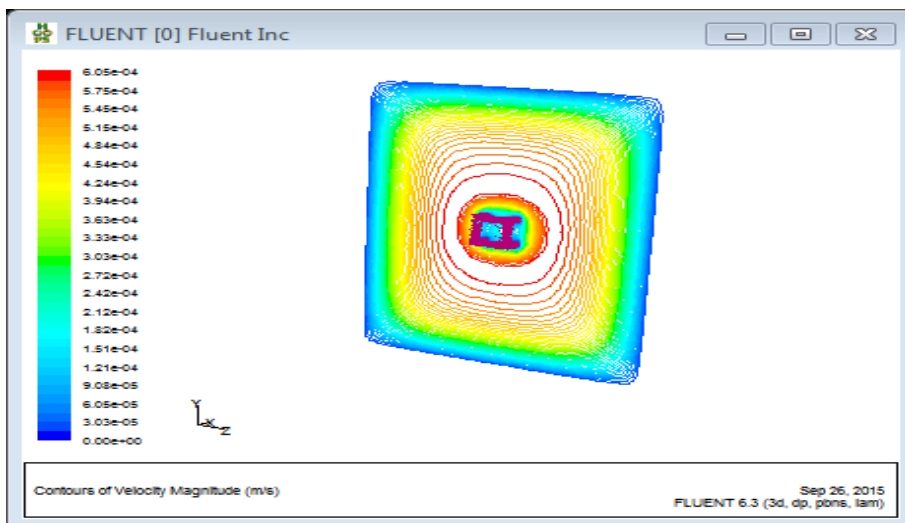 FLUENT [0] Fluent Inc
6.05e-04
5.75e-04
5.45e-04
5.15e-04
4.84e-04
4.54e-04
4.24e-04
3.94e-04
3.63e-04
3.33e-04
3.03e-04
2.72e-04
2.42e-04
2.12e-04
1.82e-04
1.51e-04
1.21e-04
9.08e-05
6.05e-05
3.03e-05
0.00e+00
Y
X
Z
Contours of Velocity Magnitude (m/s)
Sep 26, 2015
FLUENT 6.3 (3d, dp, pbns, lam)